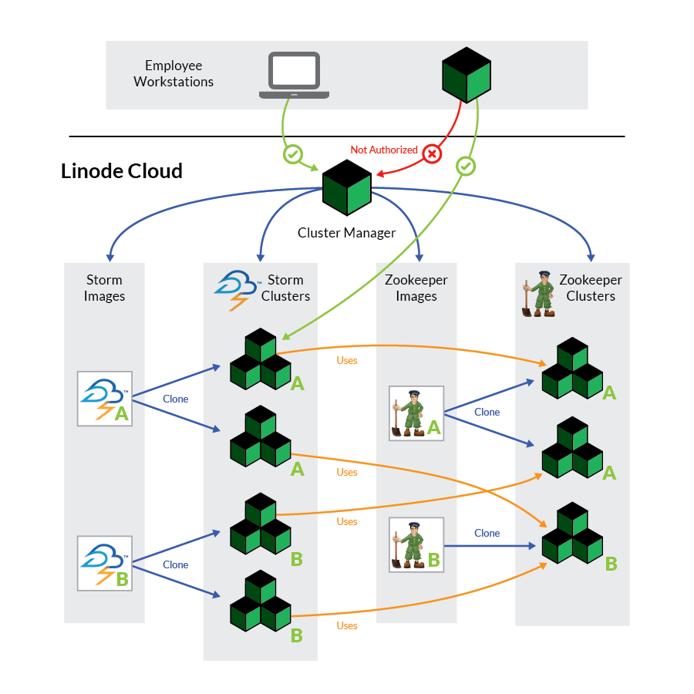 Employee
Workstations
Not Authorized
Linode Cloud
Cluster Manager
Storm
Images
Storm
Clusters
Zookeeper
Images
Zookeeper
Clusters
Uses
A
A
A
Clone
A
Clone
A
Uses
A
Uses
B
Clone
B
B
Clone
B
B
Uses